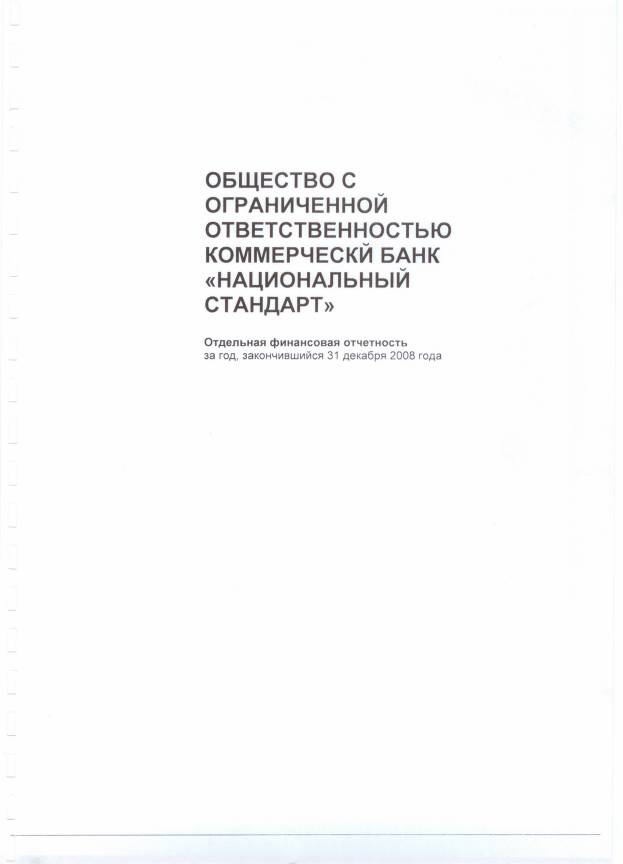 ОБЩЕСТВО С
ОГРАНИЧЕННОЙ
ОТВЕТСТВЕННОСТЬЮ
КОММЕРЧЕСКЙ БАНК
«НАЦИОНАЛЬНЫЙ
СТАНДАРТ»
Отдельная финансовая отчетность
за год, закончившийся 31 декабря 2008 года